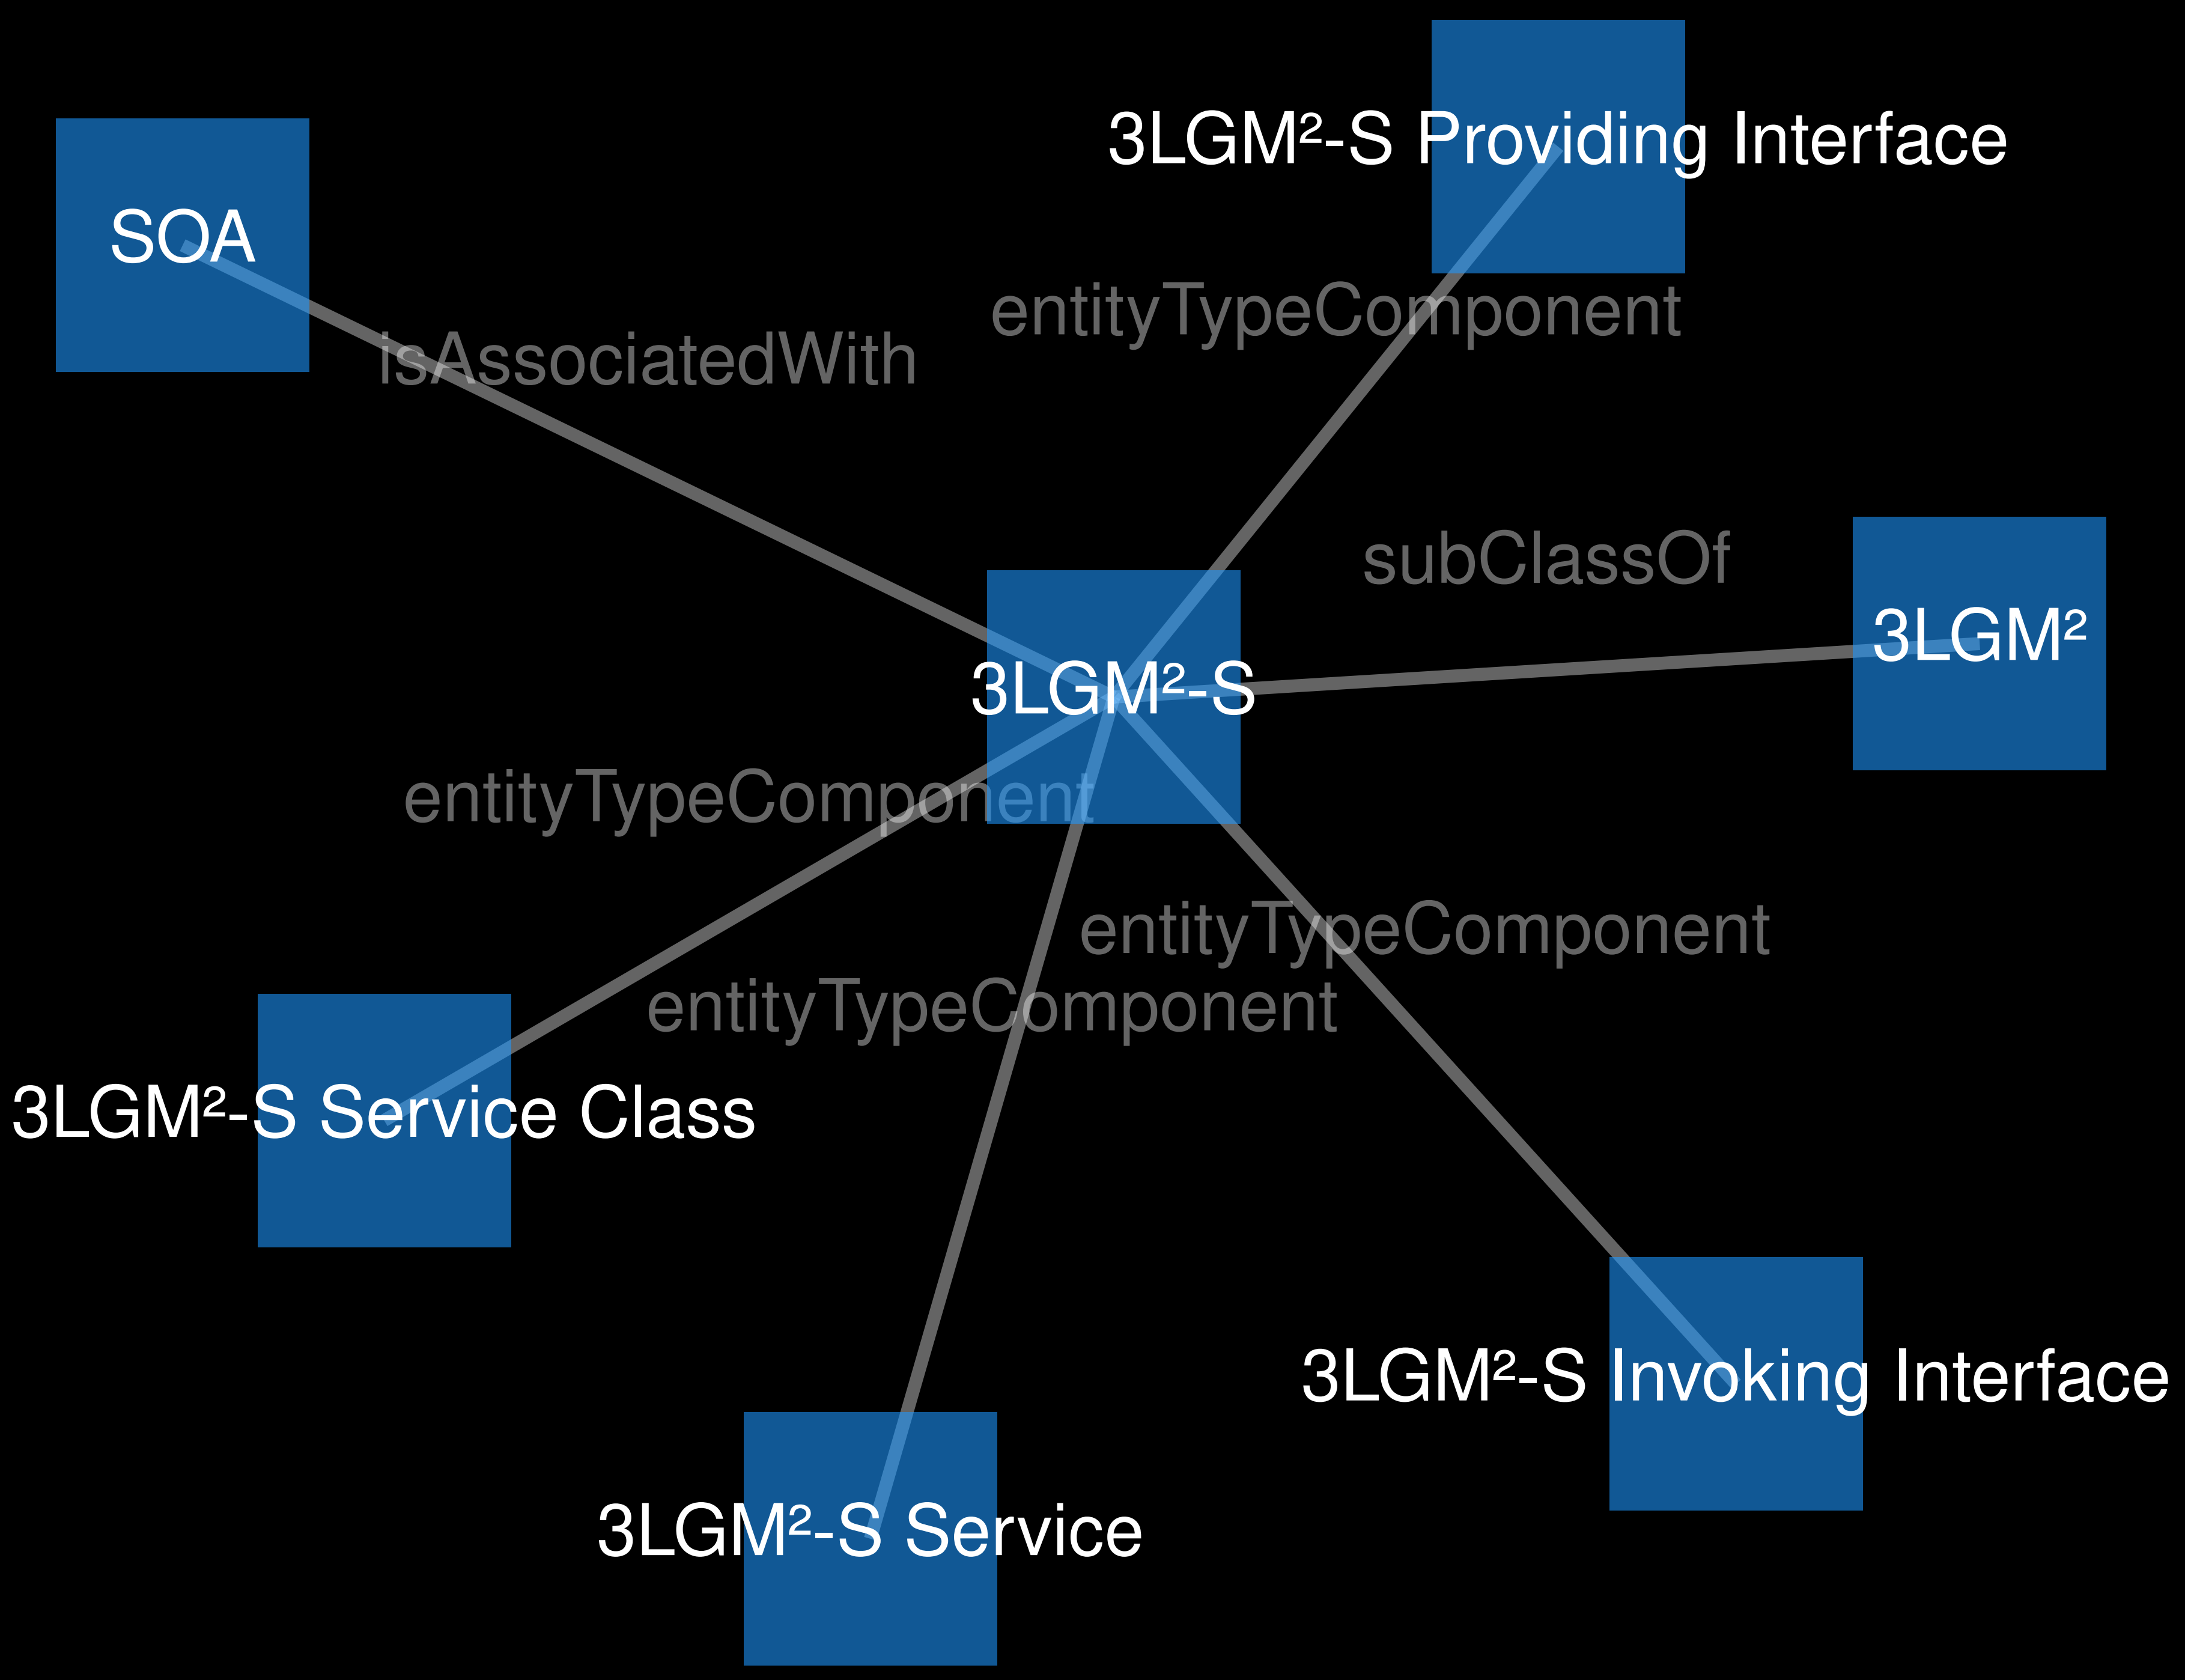 3LGM²-S Providing Interface
SOA
entityTypeComponent
isAssociatedWith
subClassOf
3LGM²
3LGM²-S
entityTypeComponent
entityTypeComponent
entityTypeComponent
3LGM²-S Service Class
3LGM²-S Invoking Interface
3LGM²-S Service